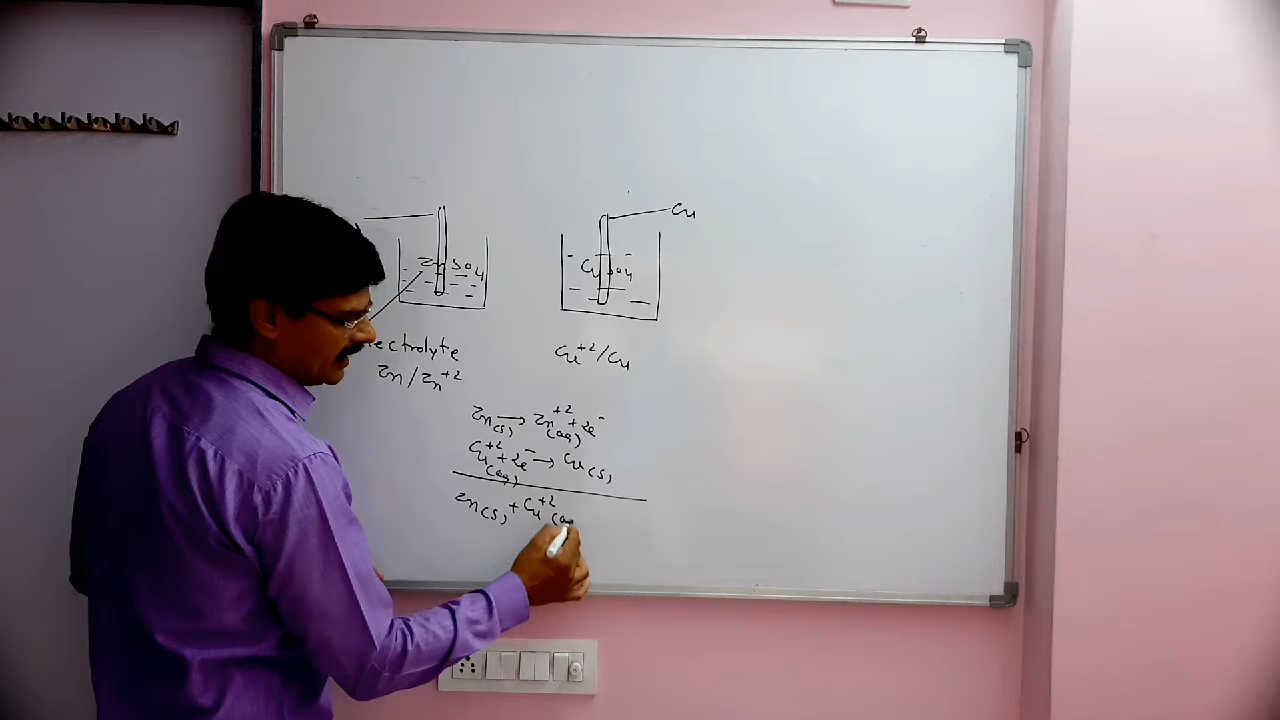 Cu
ZnSO4
CuSO4
ectrolyte
Zn/Zn+2
Cu+2/Cu
Zn(s) → Zn+2(aq) + 2e-
Cu+2(aq) + 2e- → Cu(s)
Zn(s) + Cu+2(aq